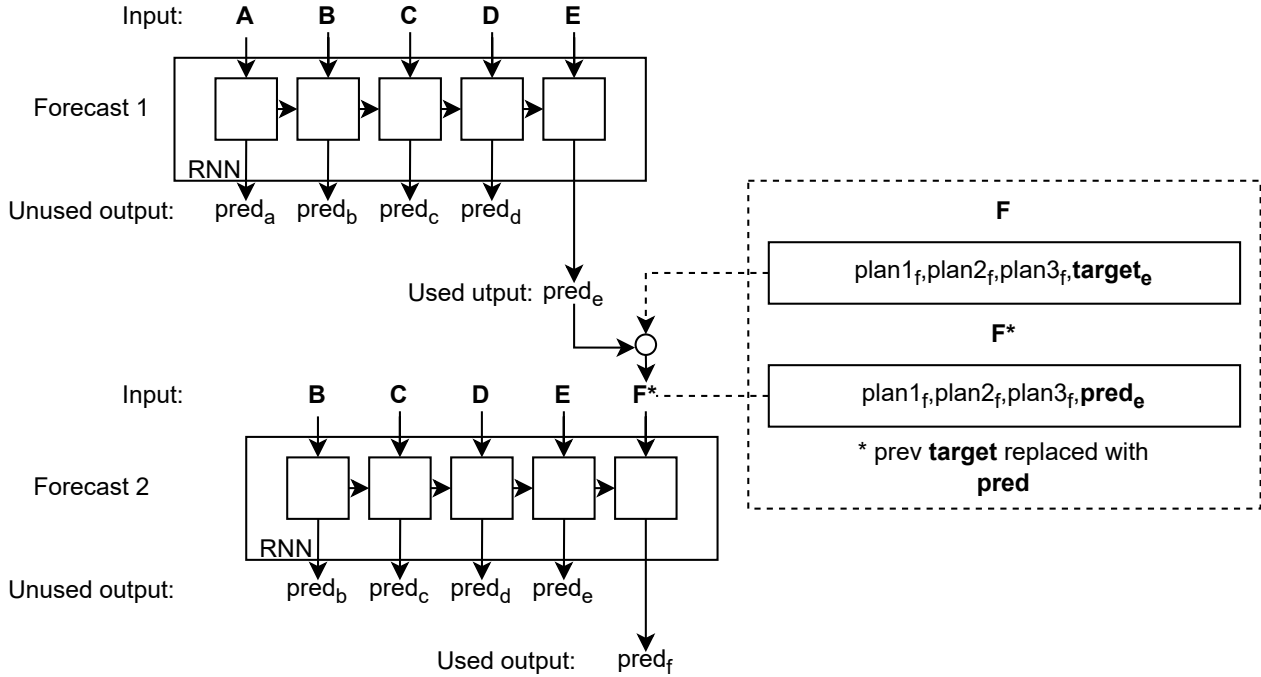 Input: A B C D E
Forecast 1
RNN
Unused output: pred_a pred_b pred_c pred_d
Used utput: pred_e
F
plan1_f,plan2_f,plan3_f,target_e
F*
plan1_f,plan2_f,plan3_f,pred_e
* prev target replaced with
pred
Input: B C D E F*
Forecast 2
RNN
Unused output: pred_b pred_c pred_d pred_e
Used output: pred_f